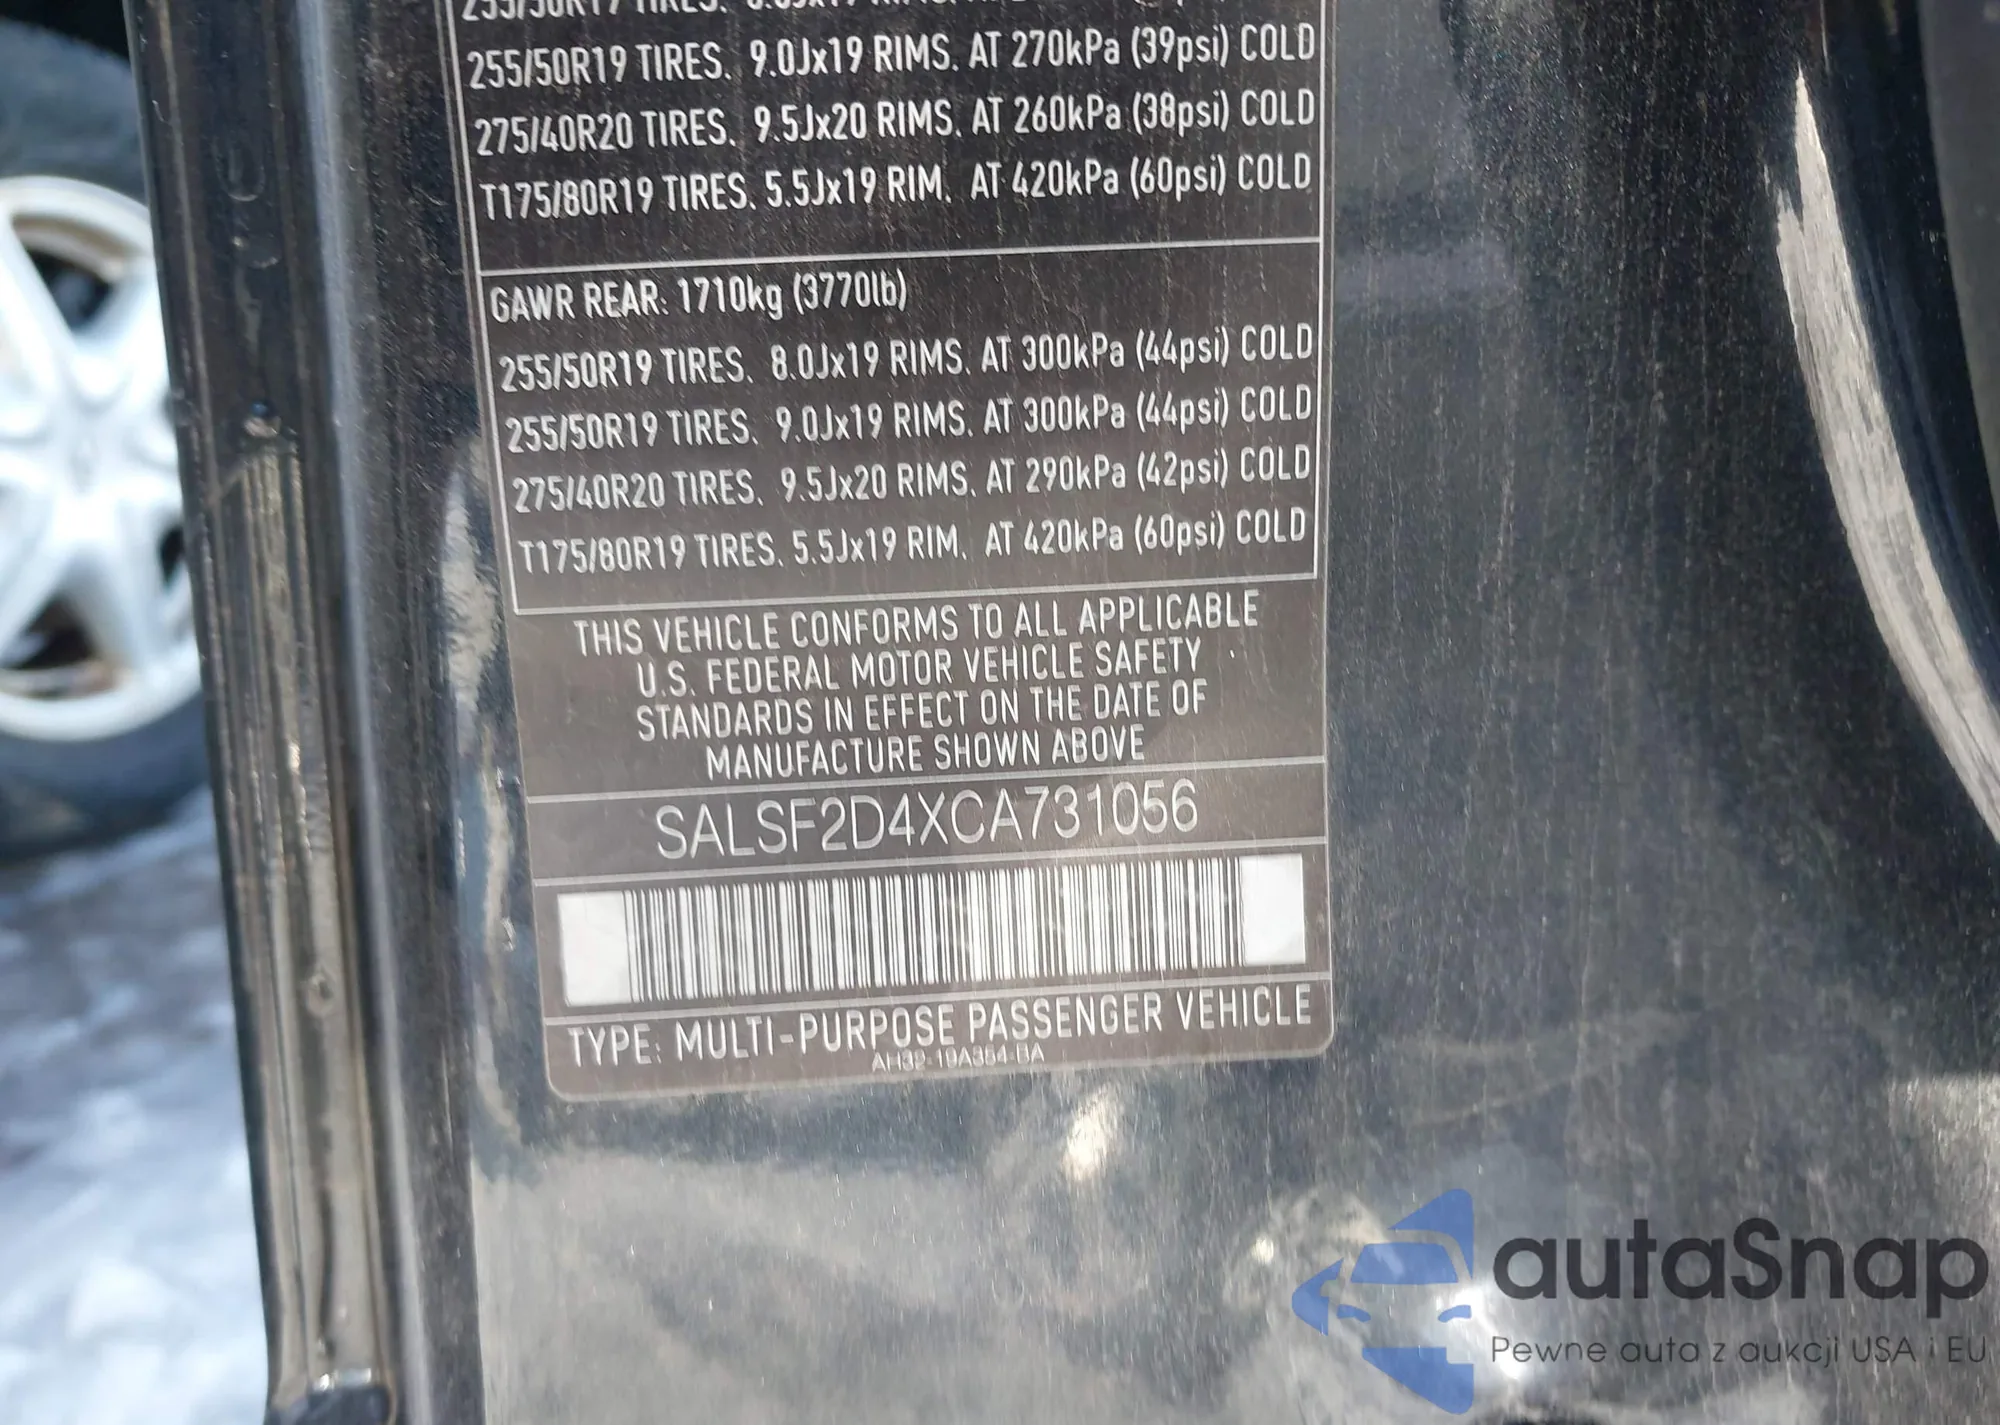 255/50R19 TIRES. 9.0Jx19 RIMS. AT 270kPa (39psi) COLD
275/40R20 TIRES. 9.5Jx20 RIMS. AT 260kPa (38psi) COLD
T175/80R19 TIRES. 5.5Jx19 RIM. AT 420kPa (60psi) COLD
GAWR REAR: 1710kg (3770lb)
255/50R19 TIRES. 8.0Jx19 RIMS. AT 300kPa (44psi) COLD
255/50R19 TIRES. 9.0Jx19 RIMS. AT 300kPa (44psi) COLD
275/40R20 TIRES. 9.5Jx20 RIMS. AT 290kPa (42psi) COLD
T175/80R19 TIRES. 5.5Jx19 RIM. AT 420kPa (60psi) COLD
THIS VEHICLE CONFORMS TO ALL APPLICABLE
U.S. FEDERAL MOTOR VEHICLE SAFETY
STANDARDS IN EFFECT ON THE DATE OF
MANUFACTURE SHOWN ABOVE
SALSF2D4XCA731056
TYPE: MULTI-PURPOSE PASSENGER VEHICLE
autaSnap
Pewne auta z aukcji USA i EU